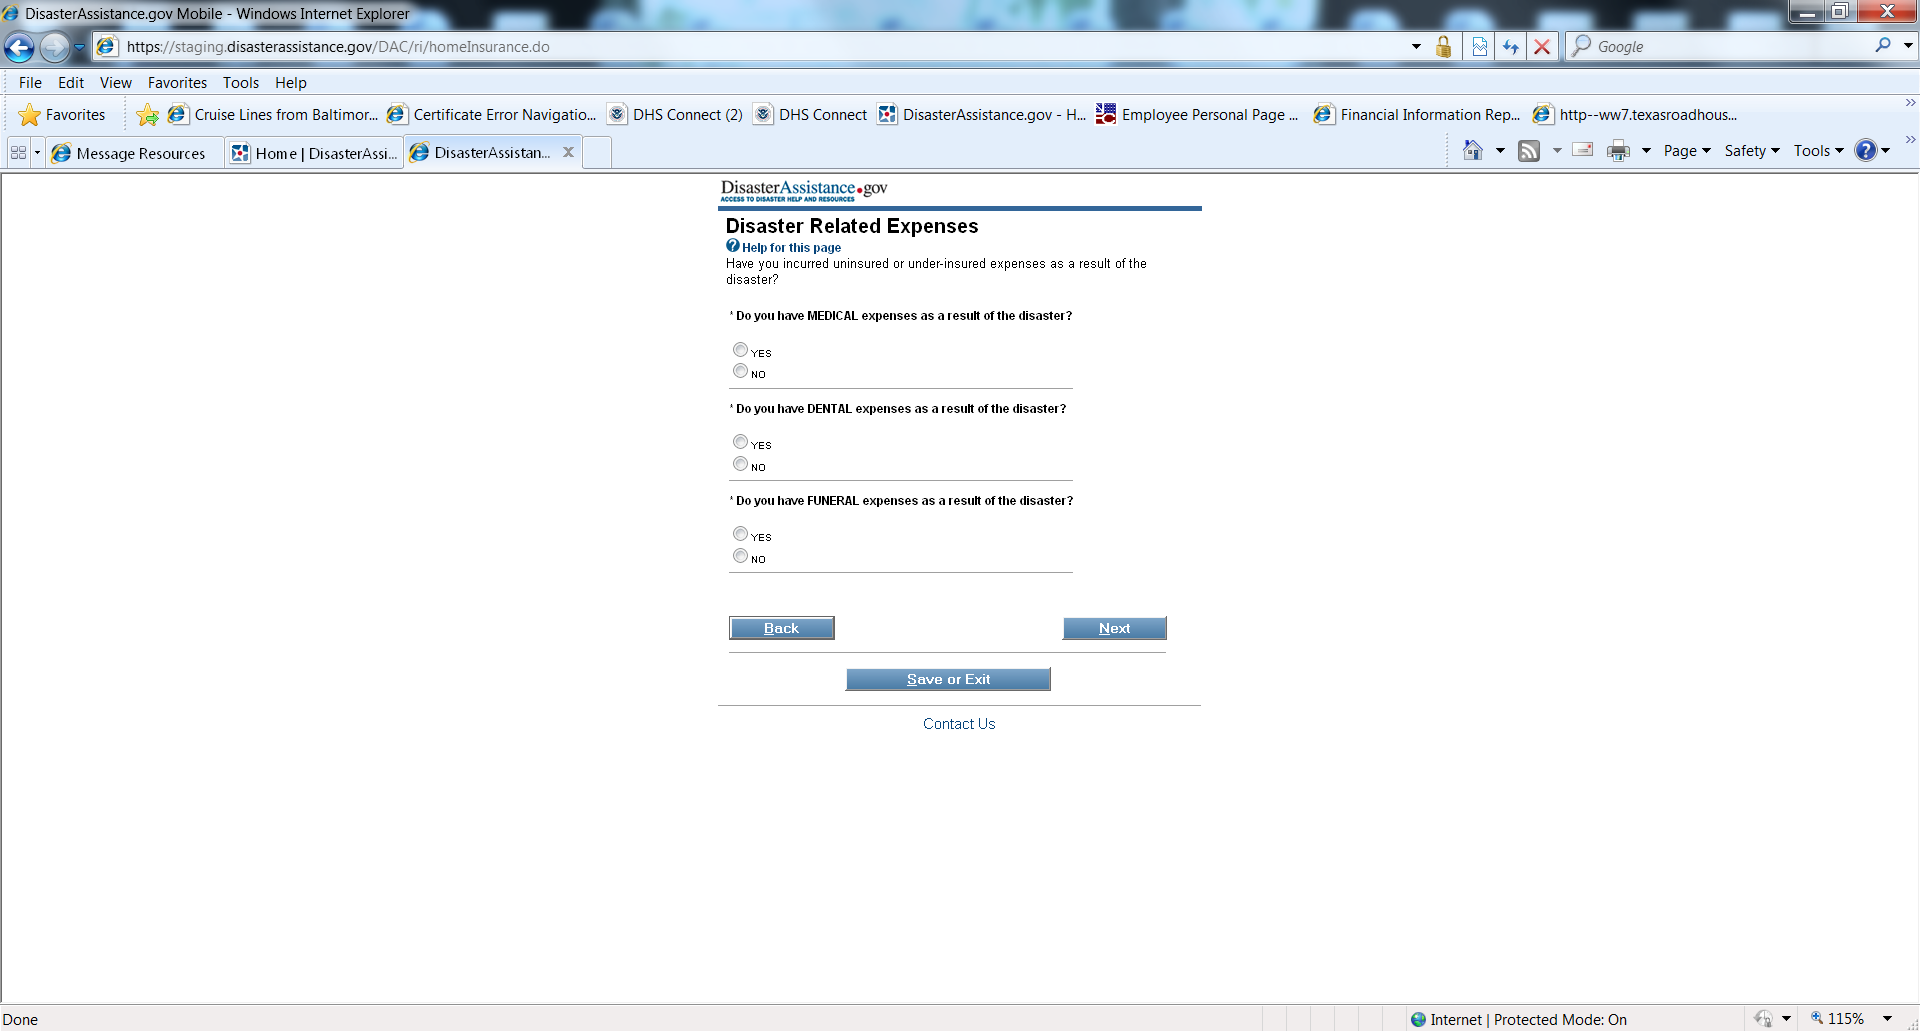 DisasterAssistance.gov Mobile - Windows Internet Explorer
https://staging.disasterassistance.gov/DAC/ri/homeInsurance.do
Google
File Edit View Favorites Tools Help
Favorites Cruise Lines from Baltimor... Certificate Error Navigatio... DHS Connect (2) DHS Connect DisasterAssistance.gov - H... Employee Personal Page ... Financial Information Rep... http--ww7.texasroadhous...
Message Resources Home | DisasterAssi... DisasterAssistan... Page Safety Tools
DisasterAssistance.gov
ACCESS TO DISASTER HELP AND RESOURCES
Disaster Related Expenses
Help for this page
Have you incurred uninsured or under-insured expenses as a result of the
disaster?
* Do you have MEDICAL expenses as a result of the disaster?
YES
NO
* Do you have DENTAL expenses as a result of the disaster?
YES
NO
* Do you have FUNERAL expenses as a result of the disaster?
YES
NO
Back Next
Save or Exit
Contact Us
Done Internet | Protected Mode: On 115%